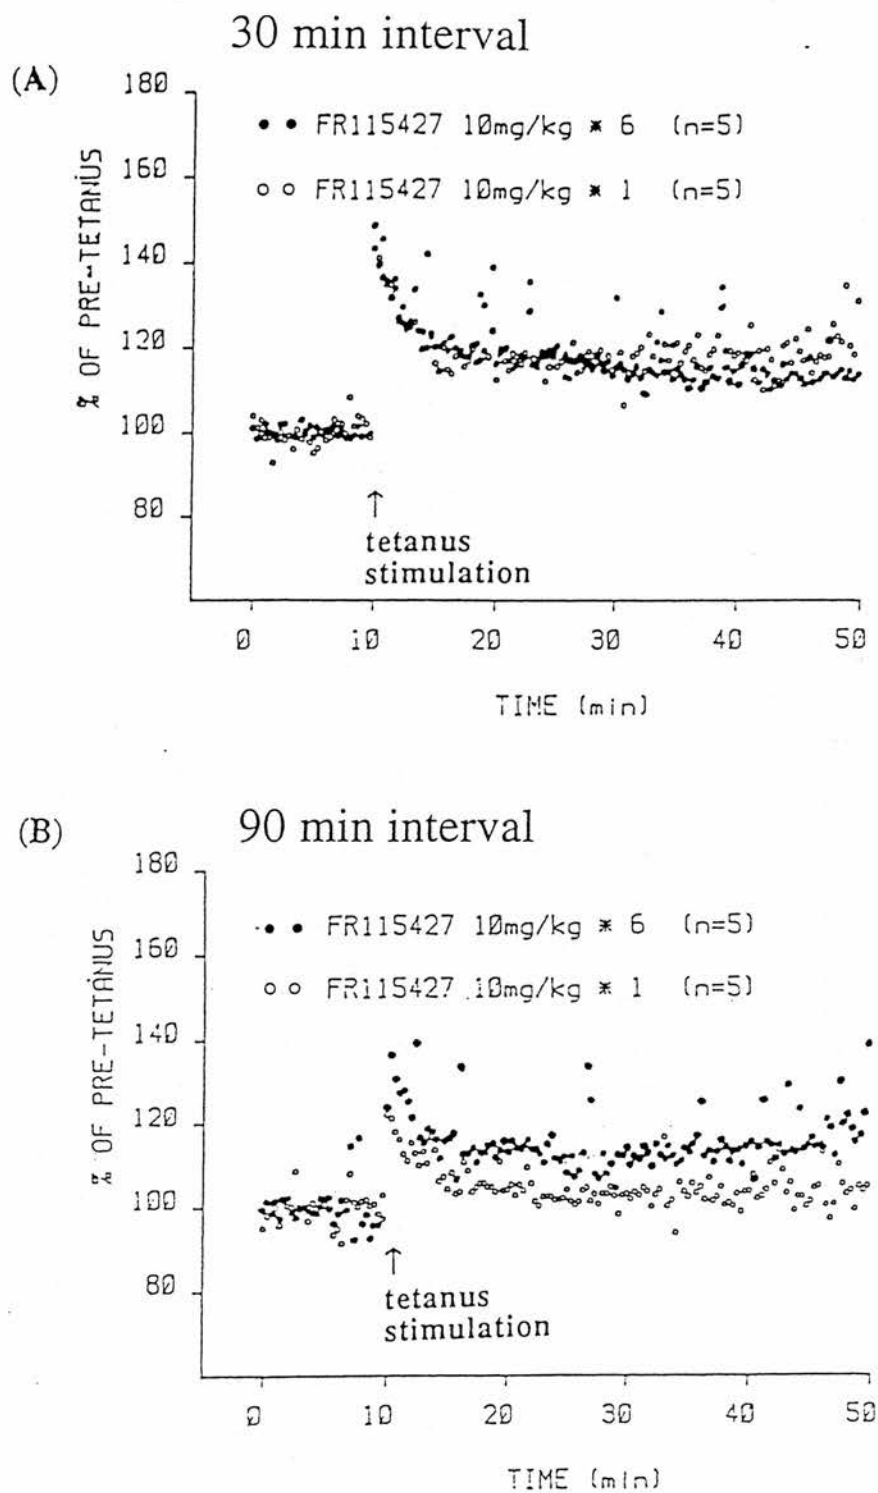 30 min interval
(A)
180
160
140
120
100
80
% OF PRE-TETANUS
●● FR115427 10mg/kg * 6 (n=5)
○○ FR115427 10mg/kg * 1 (n=5)
↑
tetanus
stimulation
0 10 20 30 40 50
TIME (min)
(B)
90 min interval
180
160
140
120
100
80
% OF PRE-TETANUS
●● FR115427 10mg/kg * 6 (n=5)
○○ FR115427 10mg/kg * 1 (n=5)
↑
tetanus
stimulation
0 10 20 30 40 50
TIME (min)